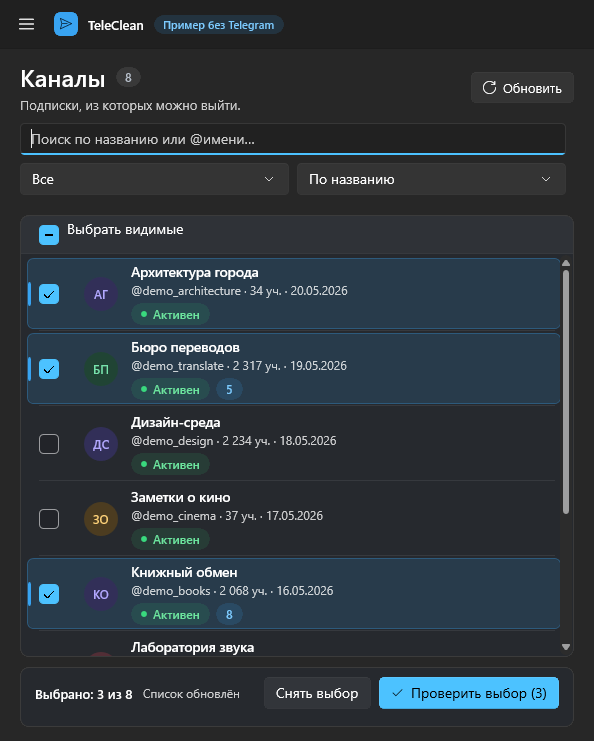 TeleClean Пример без Telegram
Каналы 8
Подписки, из которых можно выйти.
Обновить
Поиск по названию или @имени...
Все
По названию
Выбрать видимые
АГ
Архитектура города
@demo_architecture · 34 уч. · 20.05.2026
Активен
БП
Бюро переводов
@demo_translate · 2 317 уч. · 19.05.2026
Активен 5
ДС
Дизайн-среда
@demo_design · 2 234 уч. · 18.05.2026
Активен
ЗО
Заметки о кино
@demo_cinema · 37 уч. · 17.05.2026
Активен
КО
Книжный обмен
@demo_books · 2 068 уч. · 16.05.2026
Активен 8
Лаборатория звука
Выбрано: 3 из 8 Список обновлён
Снять выбор
Проверить выбор (3)